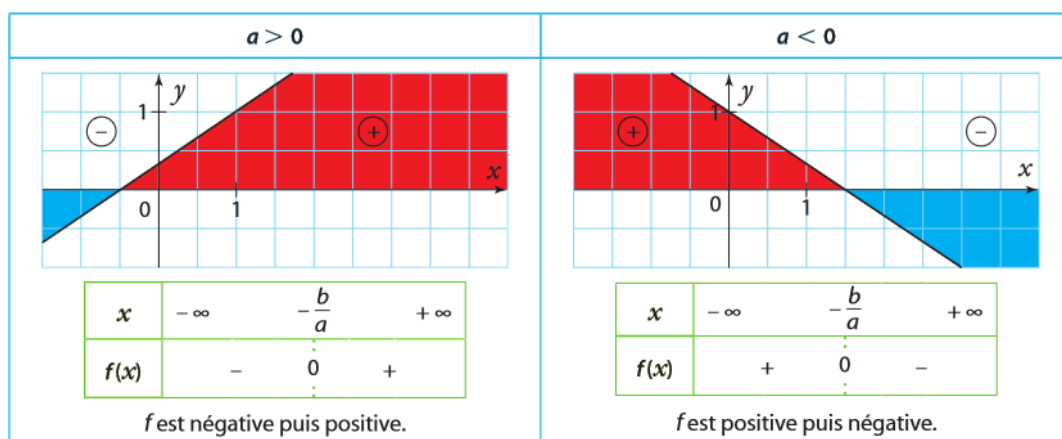 a > 0
a < 0
y
1
−
+
x
0
1
y
1
+
−
x
0
1
x −∞ −b/a +∞
f(x) − 0 +
x −∞ −b/a +∞
f(x) + 0 −
f est négative puis positive.
f est positive puis négative.